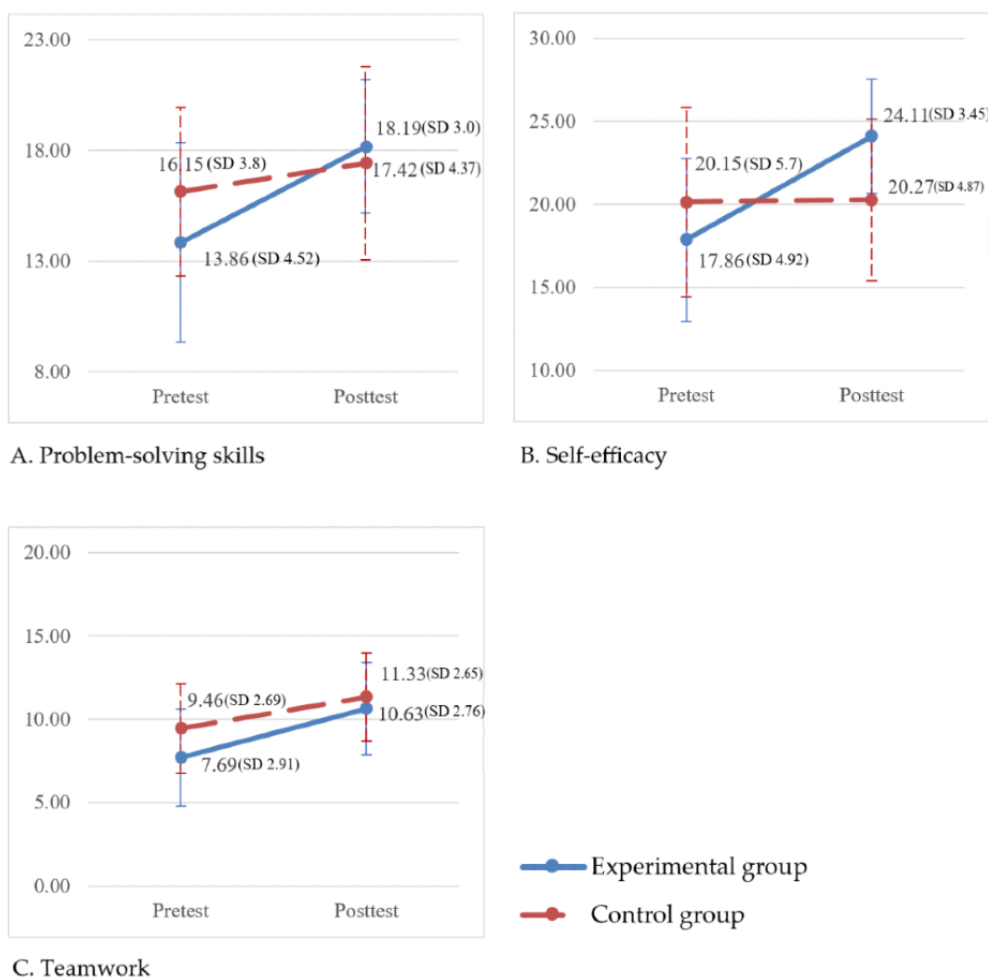 23.00
18.00
13.00
8.00
16.15 (SD 3.8)
18.19 (SD 3.0)
17.42 (SD 4.37)
13.86 (SD 4.52)
Pretest Posttest
A. Problem-solving skills
30.00
25.00
20.00
15.00
10.00
24.11 (SD 3.45)
20.15 (SD 5.7)
20.27 (SD 4.87)
17.86 (SD 4.92)
Pretest Posttest
B. Self-efficacy
20.00
15.00
10.00
5.00
0.00
11.33 (SD 2.65)
9.46 (SD 2.69)
10.63 (SD 2.76)
7.69 (SD 2.91)
Pretest Posttest
C. Teamwork
Experimental group
Control group